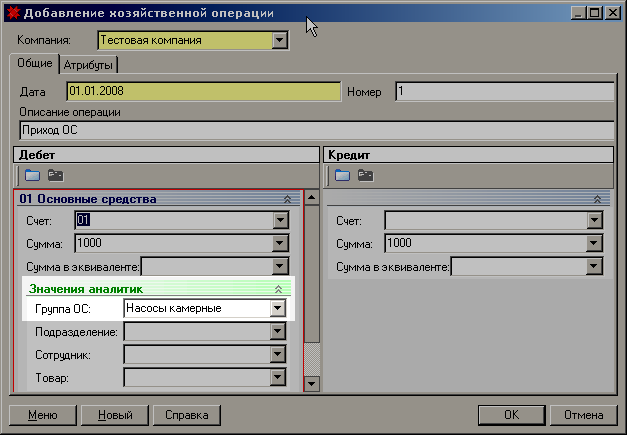 Добавление хозяйственной операции
Компания: Тестовая компания
Общие Атрибуты
Дата 01.01.2008 Номер 1
Описание операции
Приход ОС
Дебет Кредит
01 Основные средства
Счет: 01 Счет:
Сумма: 1000 Сумма: 1000
Сумма в эквиваленте: Сумма в эквиваленте:
Значения аналитик
Группа ОС: Насосы камерные
Подразделение:
Сотрудник:
Товар:
Меню Новый Справка ОК Отмена